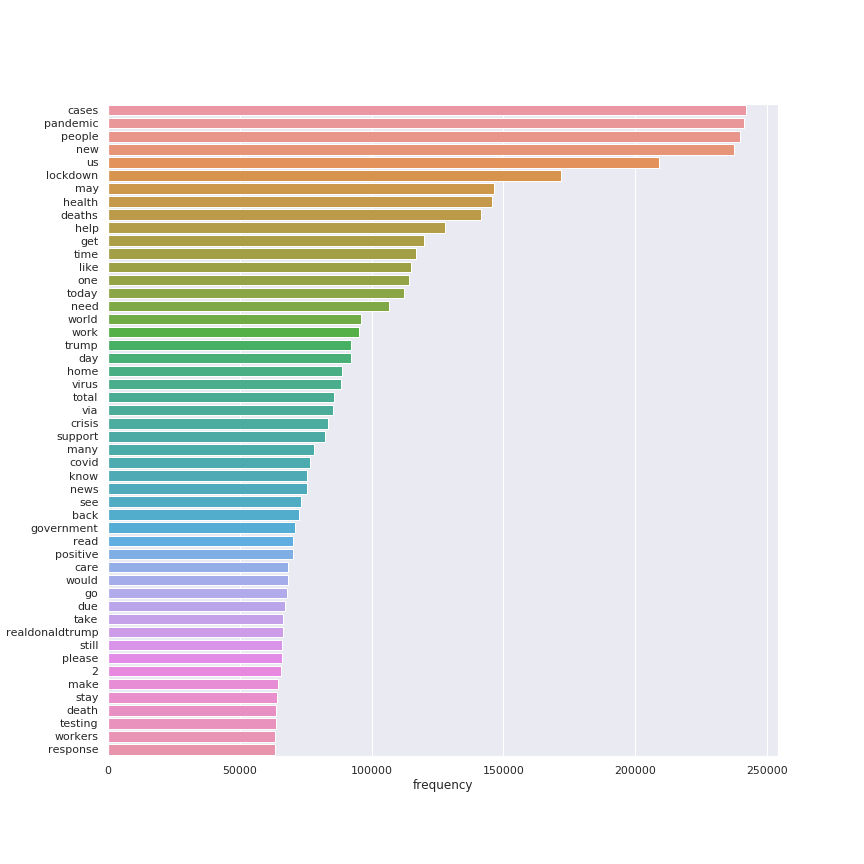 cases
pandemic
people
new
us
lockdown
may
health
deaths
help
get
time
like
one
today
need
world
work
trump
day
home
virus
total
via
crisis
support
many
covid
know
news
see
back
government
read
positive
care
would
go
due
take
realdonaldtrump
still
please
2
make
stay
death
testing
workers
response
0 50000 100000 150000 200000 250000
frequency